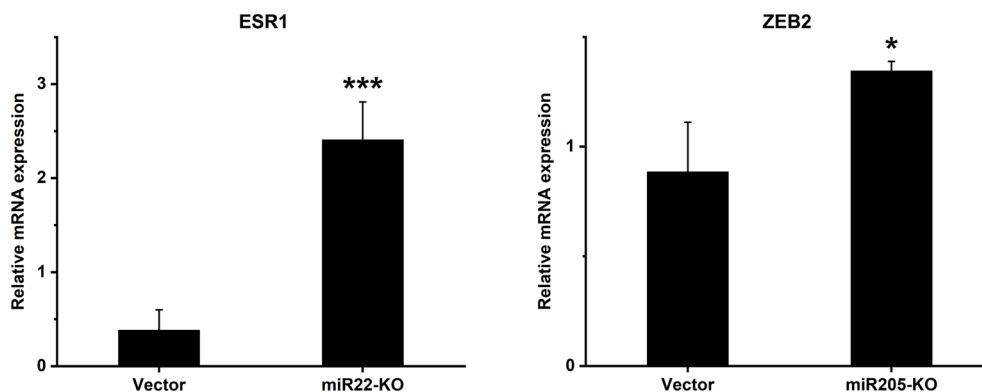 ESR1
Relative mRNA expression
3
2
1
0
***
Vector
miR22-KO
ZEB2
Relative mRNA expression
1
0
*
Vector
miR205-KO